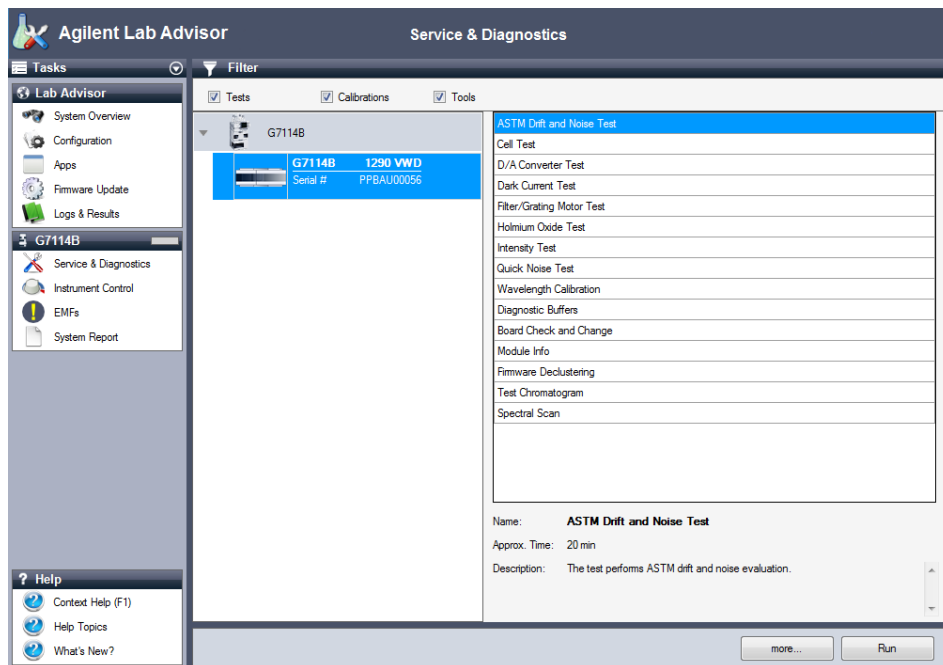 Agilent Lab Advisor
Service & Diagnostics
Tasks
Filter
Lab Advisor
System Overview
Configuration
Apps
Firmware Update
Logs & Results
G7114B
Service & Diagnostics
Instrument Control
EMFs
System Report
Help
Context Help (F1)
Help Topics
What's New?
Tests Calibrations Tools
G7114B
G7114B 1290 VWD
Serial # PPBAU00056
ASTM Drift and Noise Test
Cell Test
D/A Converter Test
Dark Current Test
Filter/Grating Motor Test
Holmium Oxide Test
Intensity Test
Quick Noise Test
Wavelength Calibration
Diagnostic Buffers
Board Check and Change
Module Info
Firmware Declustering
Test Chromatogram
Spectral Scan
Name: ASTM Drift and Noise Test
Approx. Time: 20 min
Description: The test performs ASTM drift and noise evaluation.
more... Run